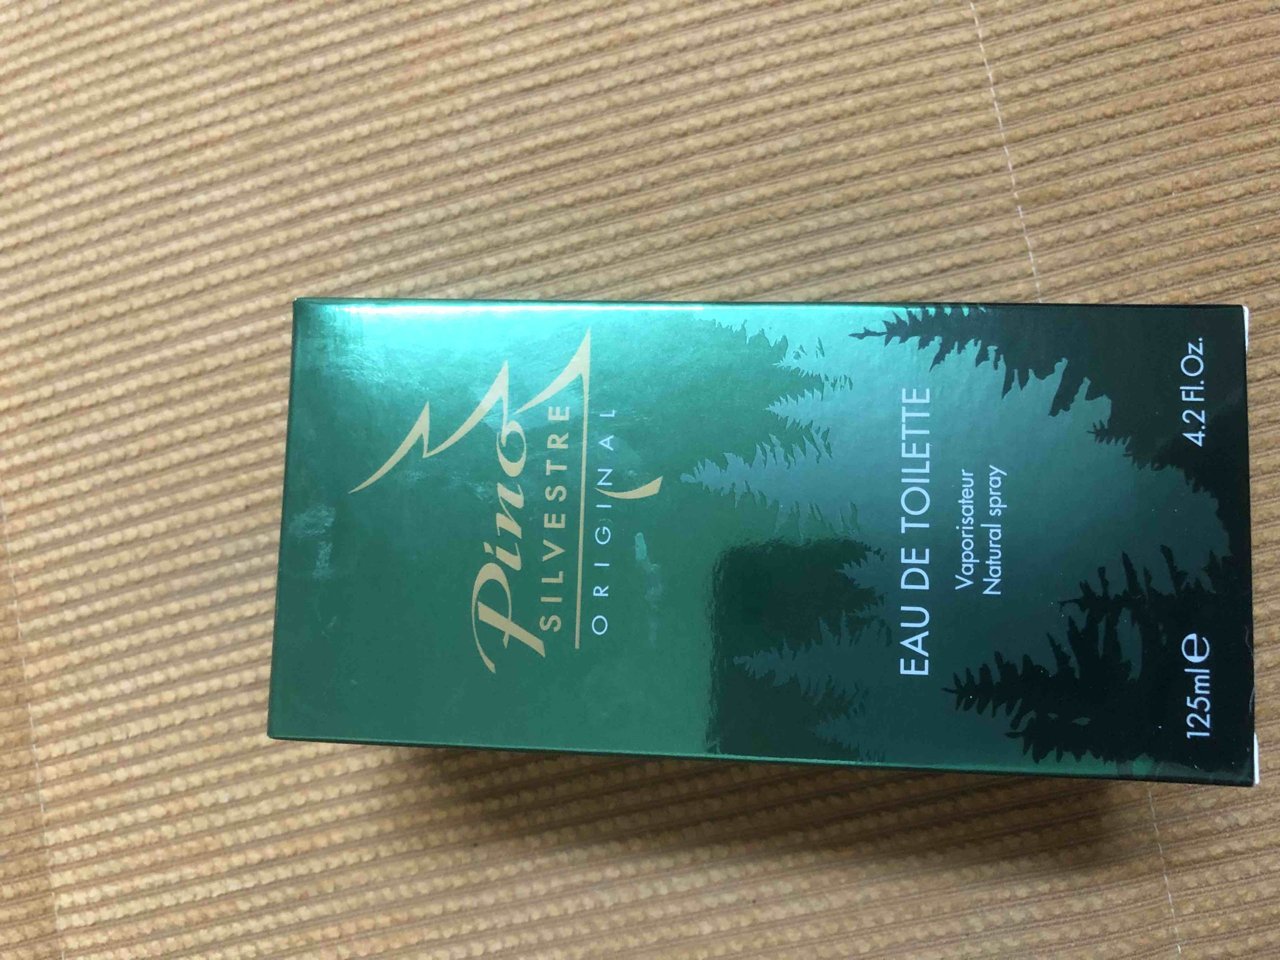 Pino
SILVESTRE
ORIGINAL
EAU DE TOILETTE
Vaporisateur
Natural spray
125ml e 4.2 Fl.Oz.